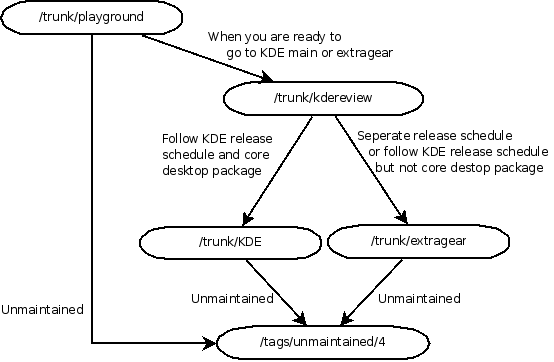 /trunk/playground
When you are ready to
go to KDE main or extragear
/trunk/kdereview
Follow KDE release
schedule and core
desktop package
Seperate release schedule
or follow KDE release schedule
but not core destop package
/trunk/KDE
/trunk/extragear
Unmaintained
Unmaintained
Unmaintained
/tags/unmaintained/4